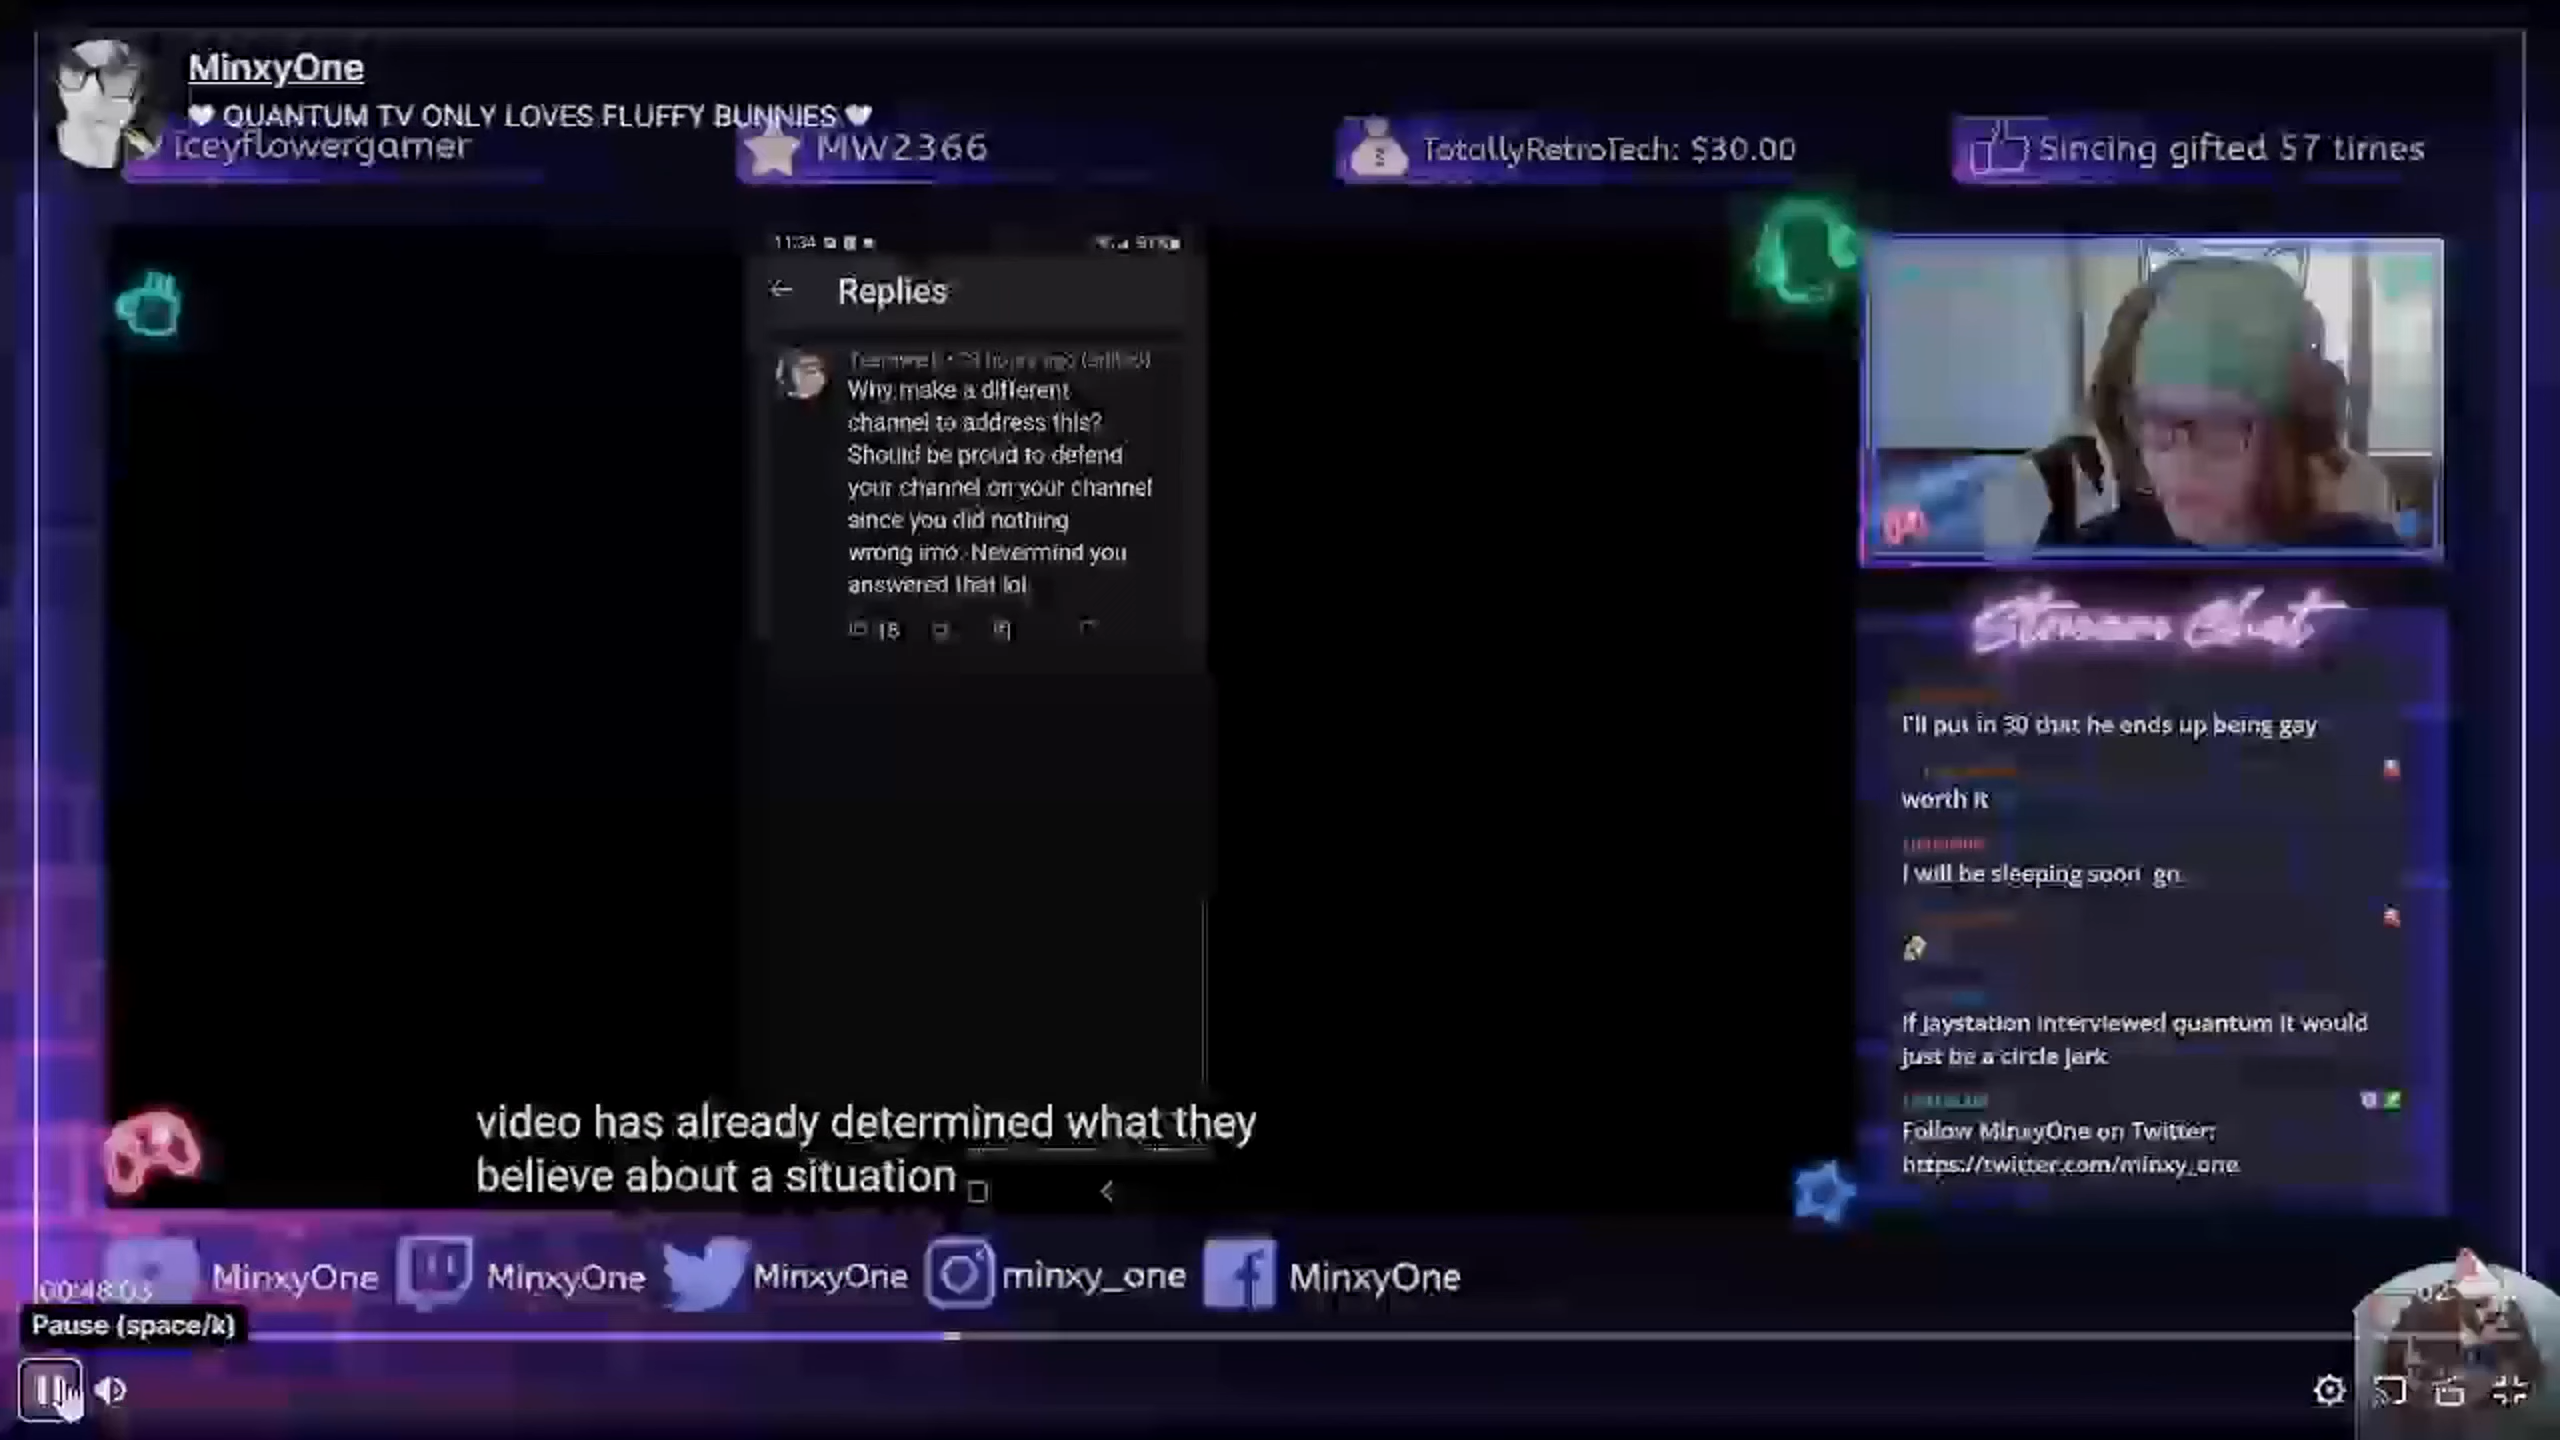 MinxyOne
QUANTUM TV ONLY LOVES FLUFFY BUNNIES
iceyflowergamer
MW2366
TotallyRetroTech: $30.00
Sincing gifted 57 times
11:34
Replies
Why make a different
channel to address this?
Should be proud to defend
your channel on your channel
since you did nothing
wrong imo. Nevermind you
answered that lol
18
Stream Chat
I'll put in 30 that he ends up being gay
worth it
I will be sleeping soon gn
If jaystation interviewed quantum it would
just be a circle jerk
Follow MinxyOne on Twitter:
https://twitter.com/minxy_one
video has already determined what they
believe about a situation
MinxyOne
MinxyOne
MinxyOne
minxy_one
MinxyOne
00:48:03
Pause (space/k)